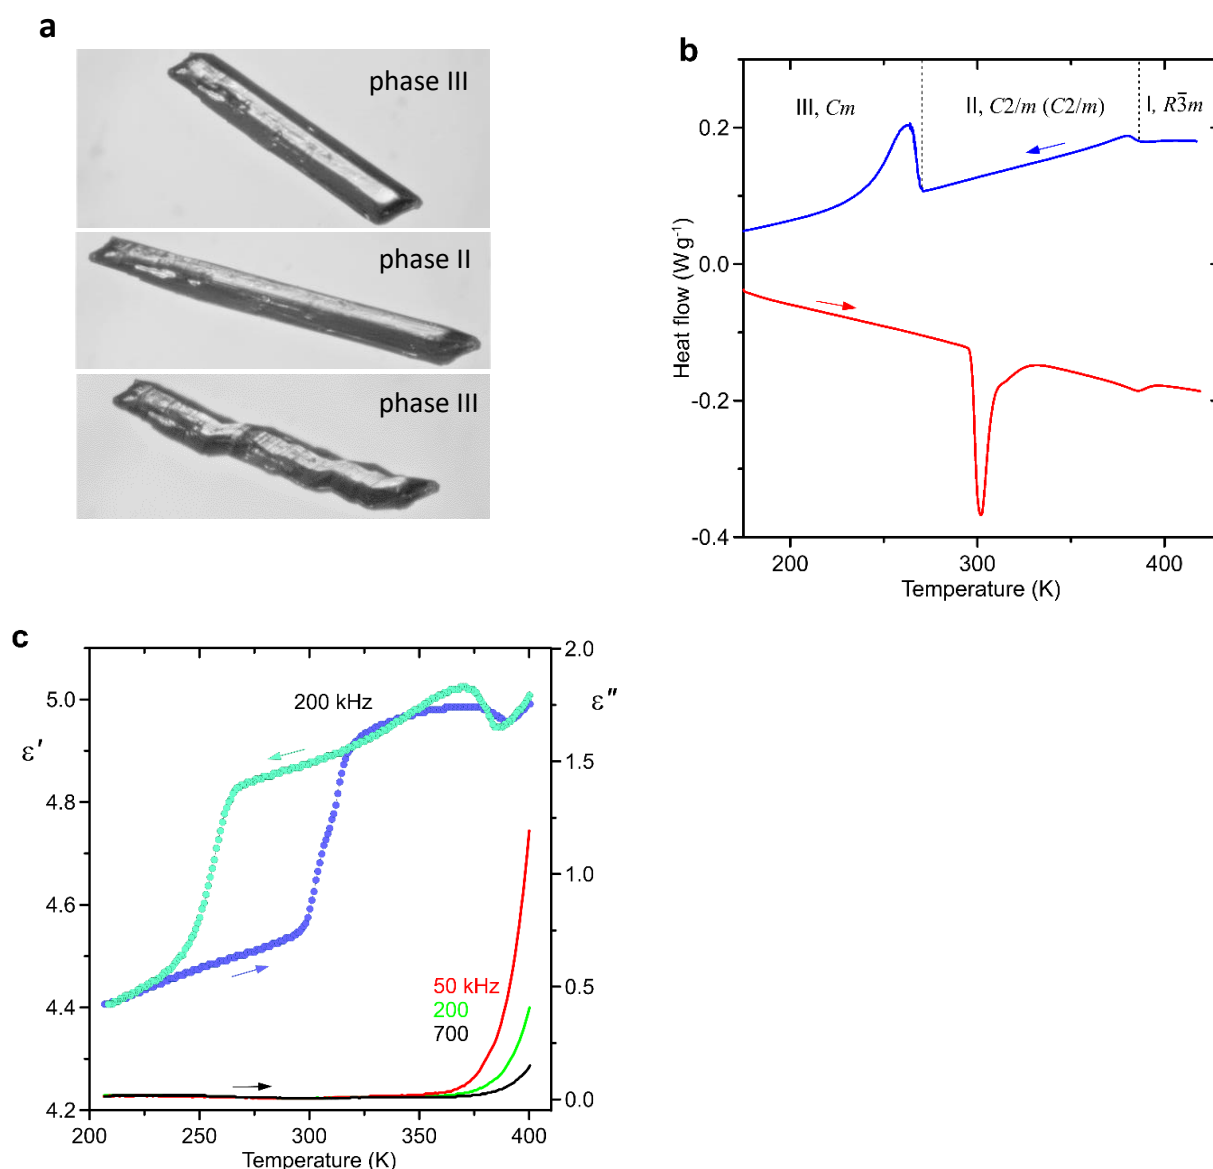 a
phase III
phase II
phase III
b
III, Cm
II, C2/m (C2/m)
I, R3̄m
0.2
0.0
-0.2
-0.4
Heat flow (W g⁻¹)
200
300
400
Temperature (K)
c
200 kHz
ε′
ε″
5.0
4.8
4.6
4.4
4.2
2.0
1.5
1.0
0.5
0.0
50 kHz
200
700
200
250
300
350
400
Temperature (K)